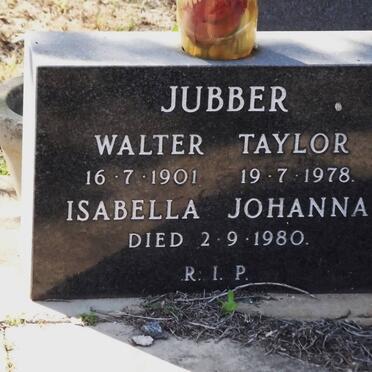 JUBBER
WALTER TAYLOR
16·7·1901 19·7·1978.
ISABELLA JOHANNA
DIED 2·9·1980.
R.I.P.